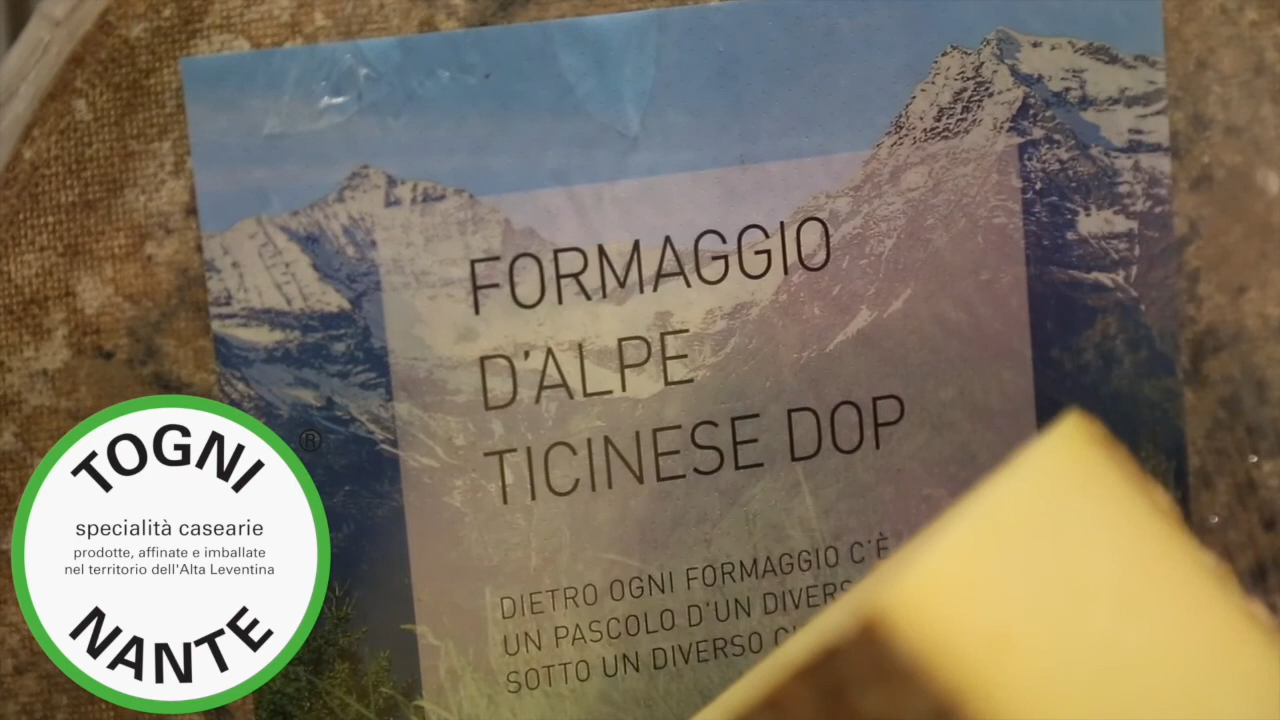 FORMAGGIO
D'ALPE
TICINESE DOP
DIETRO OGNI FORMAGGIO C'È
UN PASCOLO D'UN
SOTTO UN DIVERSO
TOGNI
®
specialità casearie
prodotte, affinate e imballate
nel territorio dell'Alta Leventina
NANTE